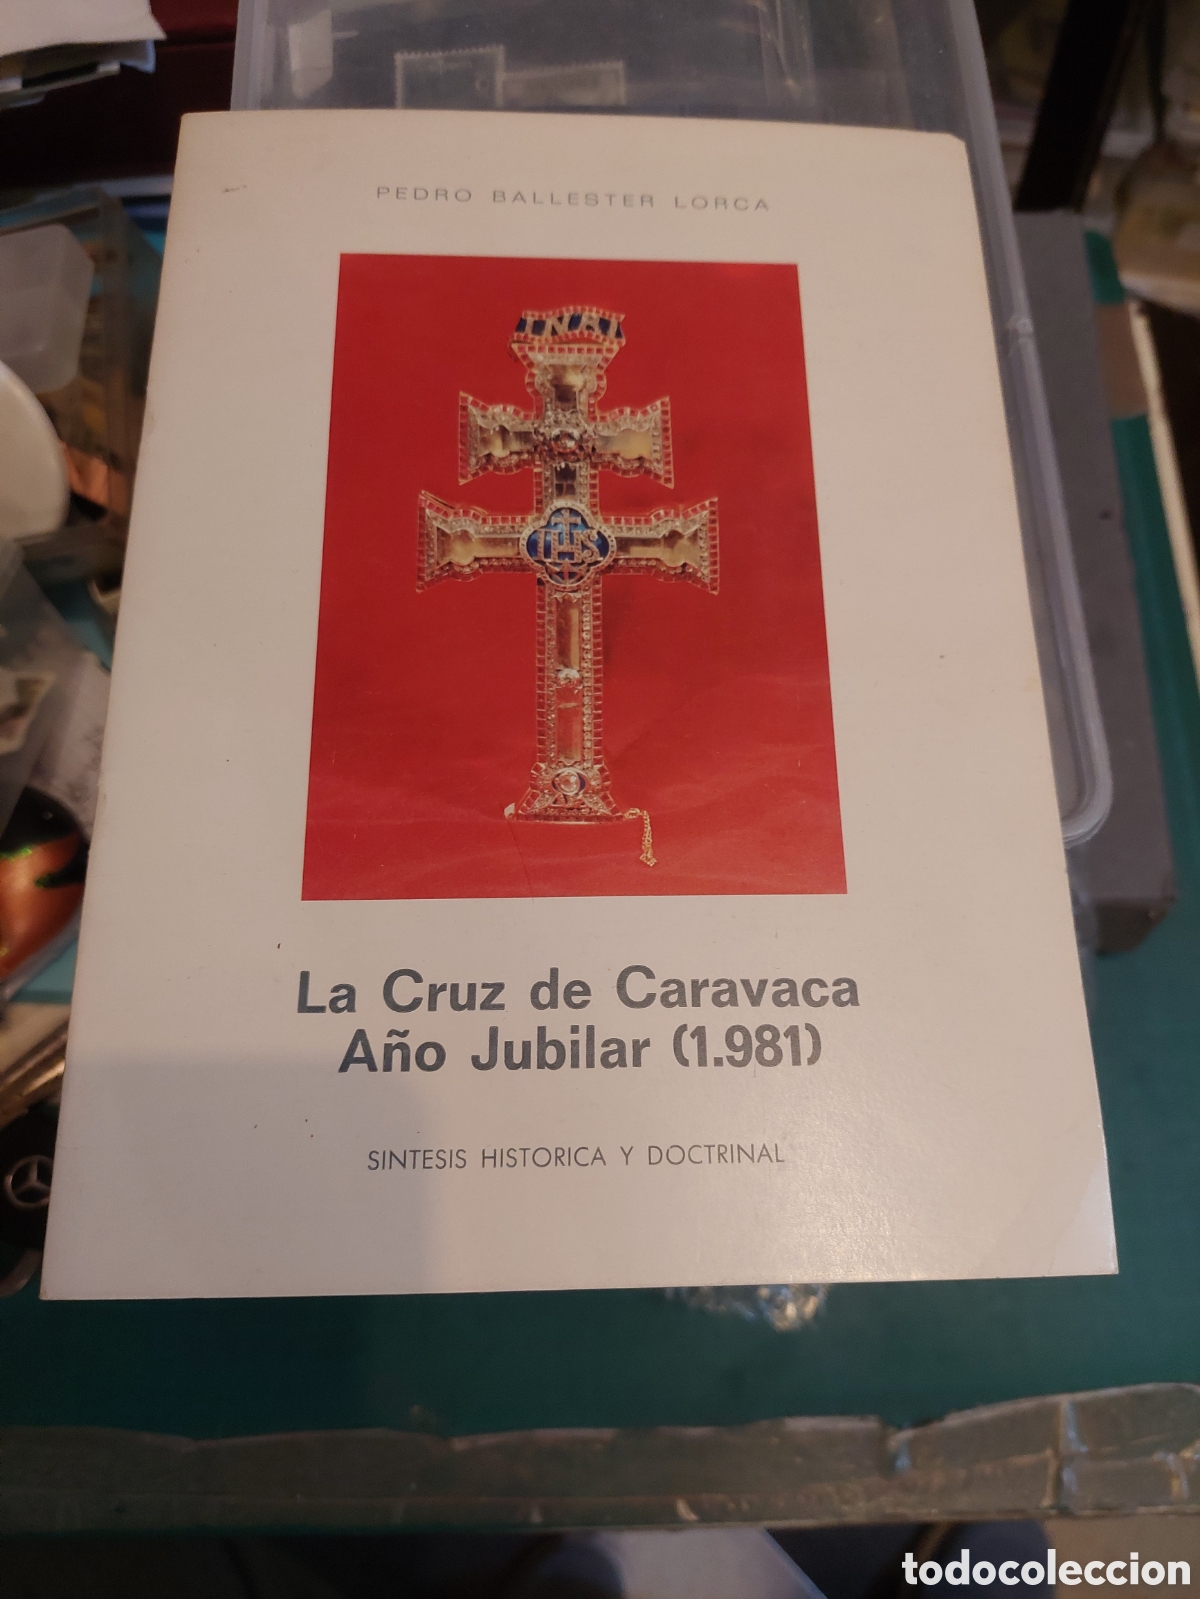 PEDRO BALLESTER LORCA
INRI
IHS
La Cruz de Caravaca
Año Jubilar (1.981)
SINTESIS HISTORICA Y DOCTRINAL
todocoleccion